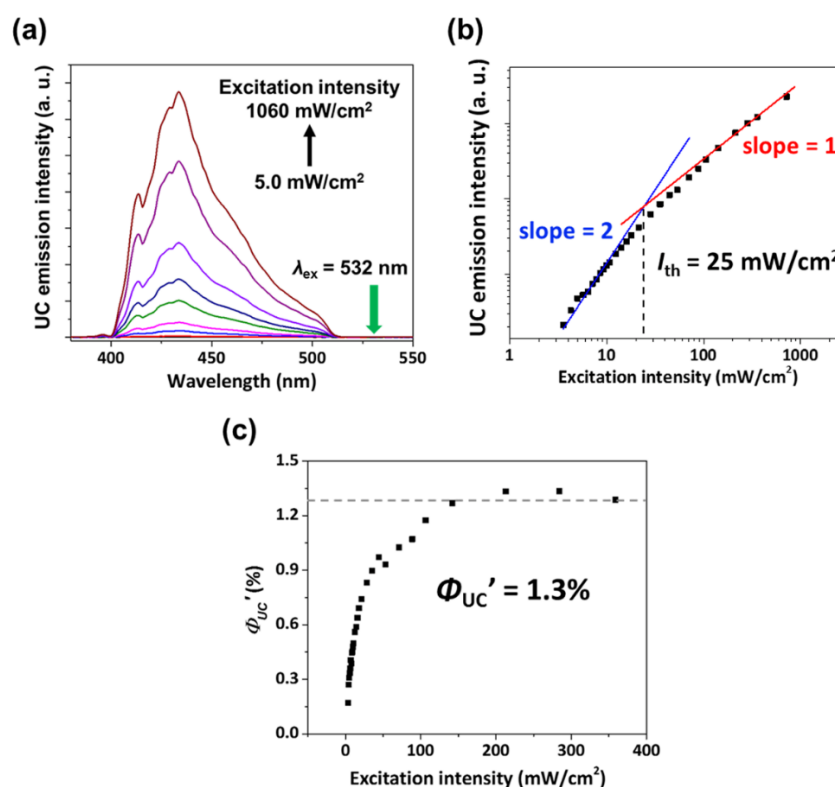 (a)
UC emission intensity (a. u.)
Excitation intensity
1060 mW/cm²
5.0 mW/cm²
λex = 532 nm
400
450
500
550
Wavelength (nm)
(b)
UC emission intensity (a. u.)
slope = 1
slope = 2
Ith = 25 mW/cm²
1
10
100
1000
Excitation intensity (mW/cm²)
(c)
ΦUC' (%)
1.5
1.2
0.9
0.6
0.3
0.0
ΦUC' = 1.3%
0
100
200
300
400
Excitation intensity (mW/cm²)